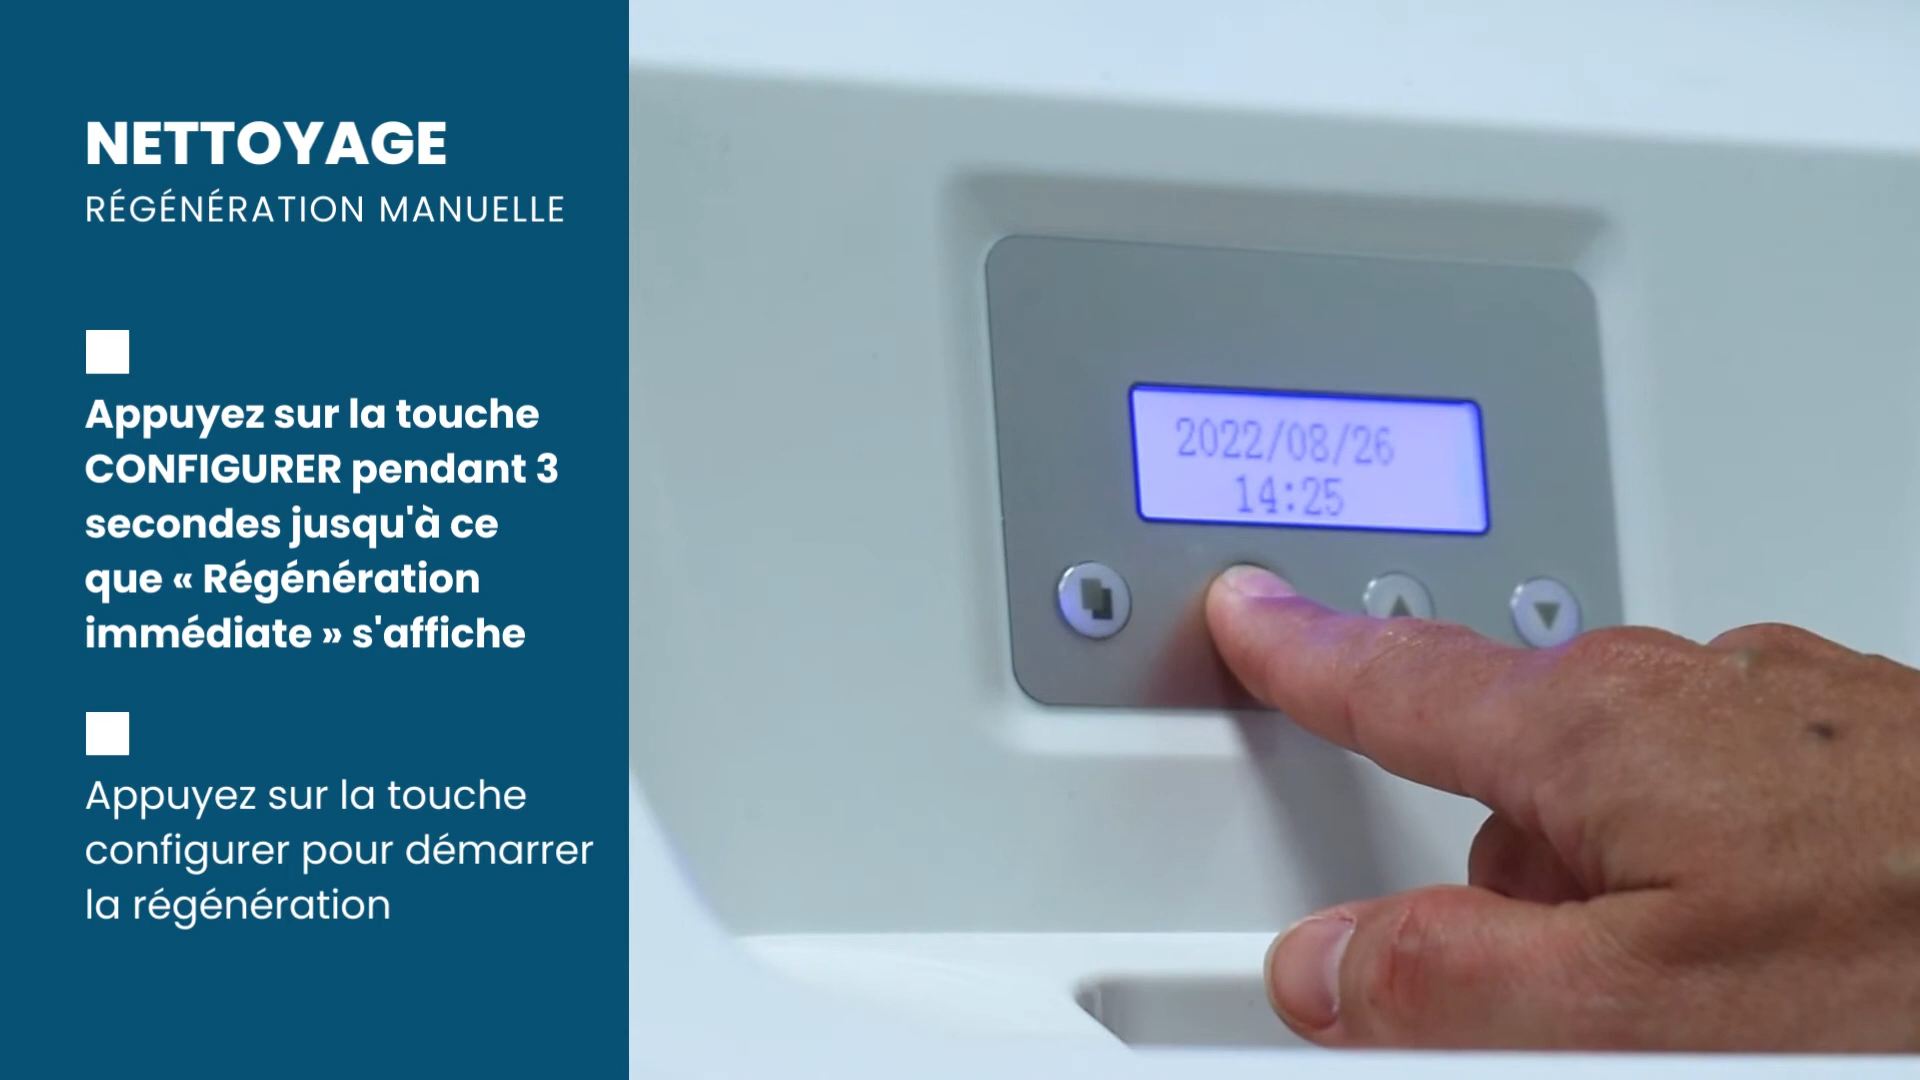 NETTOYAGE
RÉGÉNÉRATION MANUELLE
Appuyez sur la touche
CONFIGURER pendant 3
secondes jusqu'à ce
que « Régénération
immédiate » s'affiche
Appuyez sur la touche
configurer pour démarrer
la régénération
2022/08/26
14:25